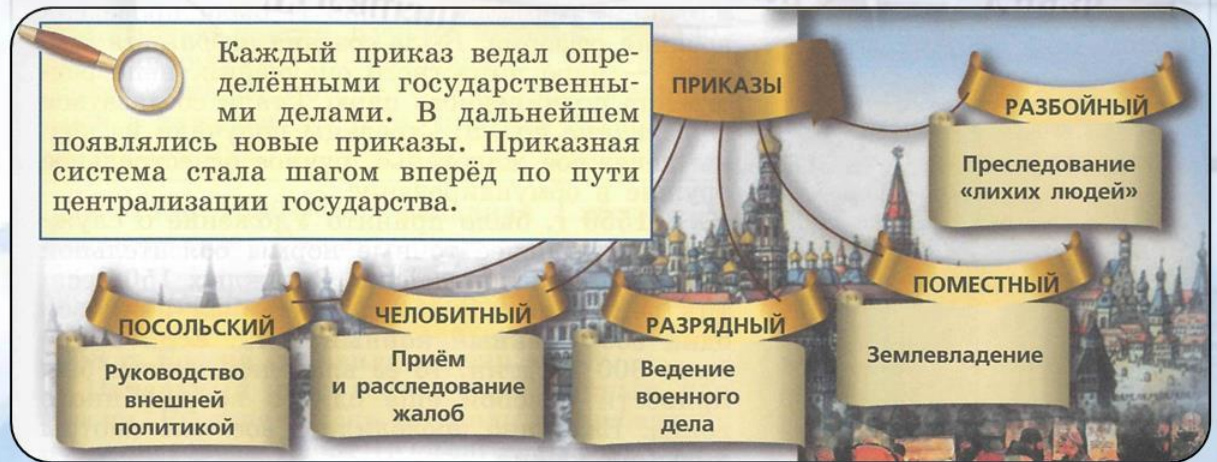 Каждый приказ ведал опре-
делёнными государственны-
ми делами. В дальнейшем
появлялись новые приказы. Приказная
система стала шагом вперёд по пути
централизации государства.
ПРИКАЗЫ
РАЗБОЙНЫЙ
Преследование
«лихих людей»
ПОСОЛЬСКИЙ
Руководство
внешней
политикой
ЧЕЛОБИТНЫЙ
Приём
и расследование
жалоб
РАЗРЯДНЫЙ
Ведение
военного
дела
ПОМЕСТНЫЙ
Землевладение